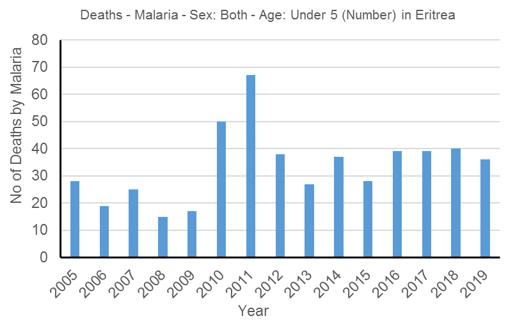 Deaths - Malaria - Sex: Both - Age: Under 5 (Number) in Eritrea
No of Deaths by Malaria
80
70
60
50
40
30
20
10
0
2005 2006 2007 2008 2009 2010 2011 2012 2013 2014 2015 2016 2017 2018 2019
Year